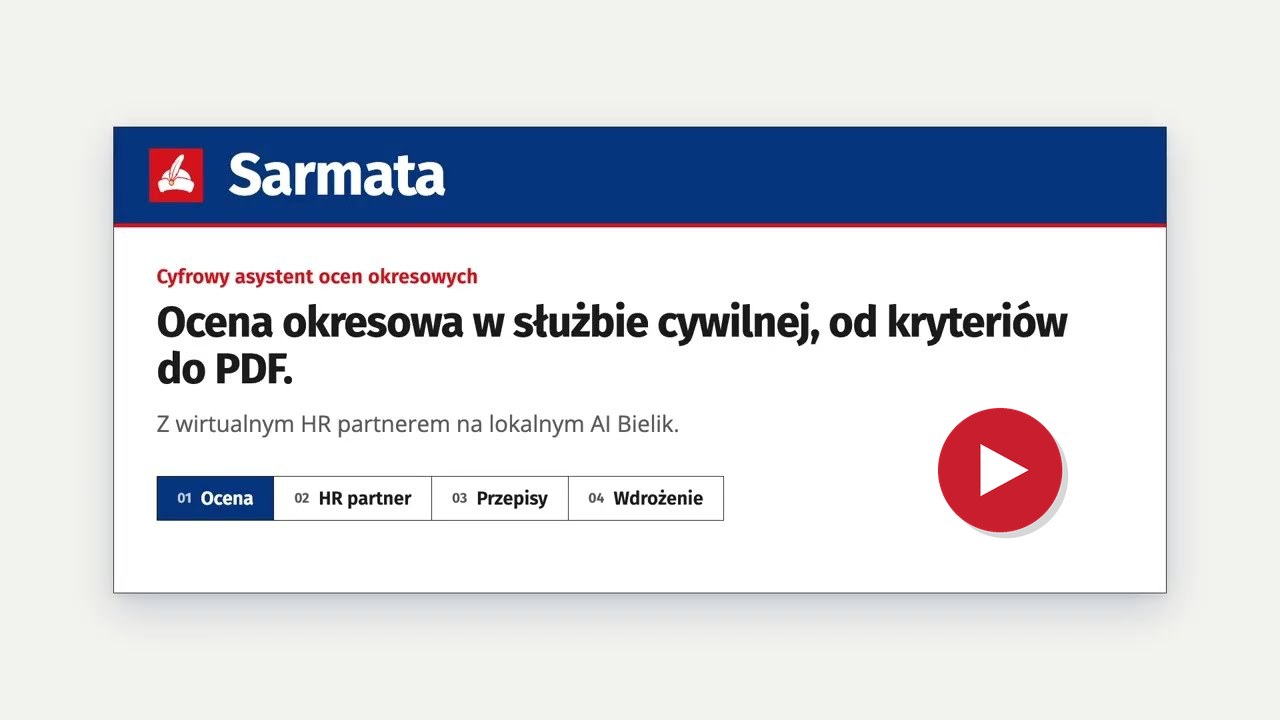 Sarmata
Cyfrowy asystent ocen okresowych
Ocena okresowa w służbie cywilnej, od kryteriów
do PDF.
Z wirtualnym HR partnerem na lokalnym AI Bielik.
01 Ocena 02 HR partner 03 Przepisy 04 Wdrożenie